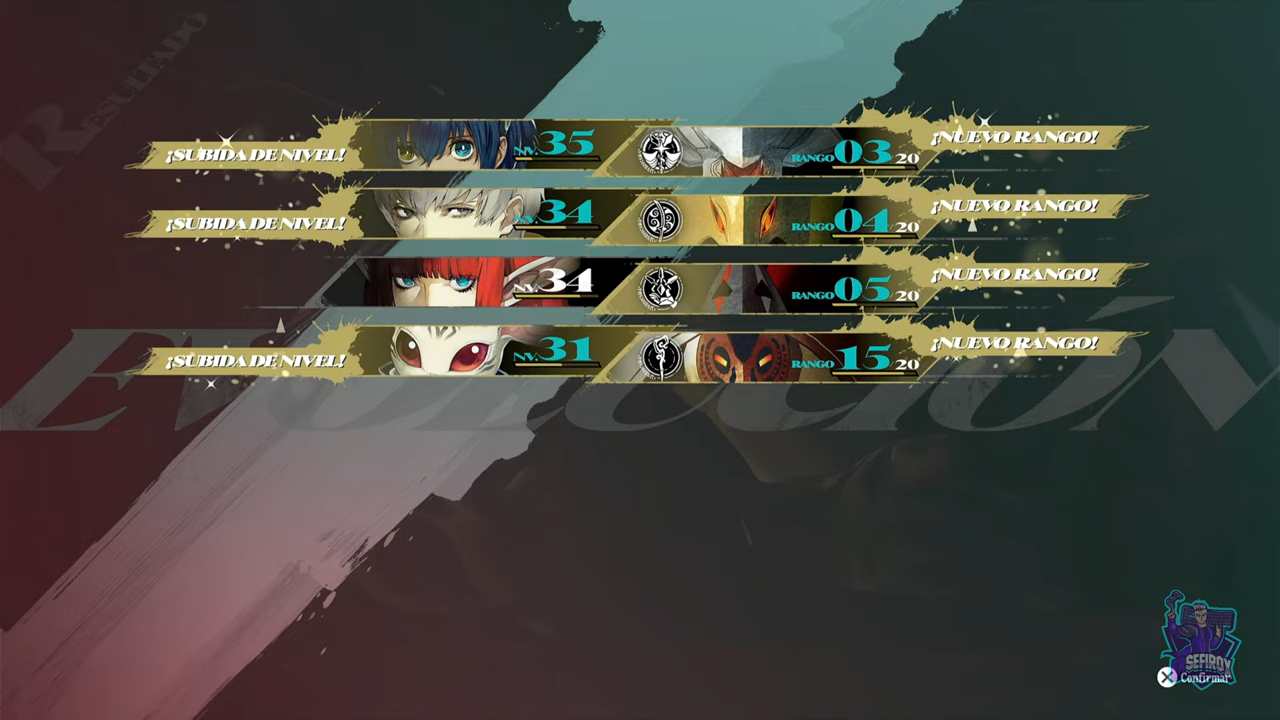 RESULTADO
¡SUBIDA DE NIVEL! NV. 35 RANGO 03 20 ¡NUEVO RANGO!
¡SUBIDA DE NIVEL! NV. 34 RANGO 04 20 ¡NUEVO RANGO!
NV. 34 RANGO 05 20 ¡NUEVO RANGO!
¡SUBIDA DE NIVEL! NV. 31 RANGO 15 20 ¡NUEVO RANGO!
EVOLUCIÓN
SEFIROX
Confirmar